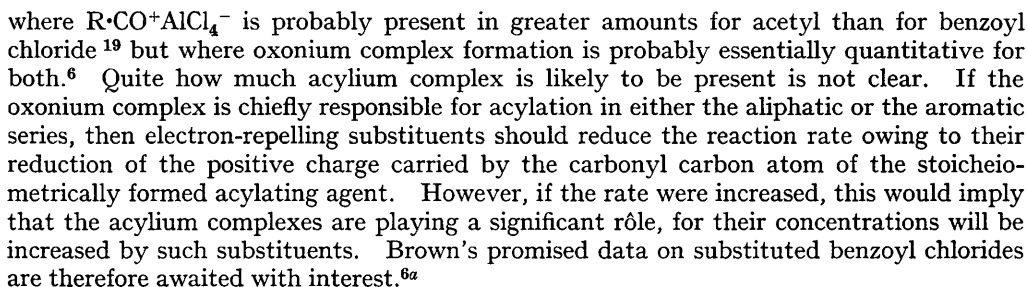 where R·CO⁺AlCl₄⁻ is probably present in greater amounts for acetyl than for benzoyl
chloride ¹⁹ but where oxonium complex formation is probably essentially quantitative for
both.⁶ Quite how much acylium complex is likely to be present is not clear. If the
oxonium complex is chiefly responsible for acylation in either the aliphatic or the aromatic
series, then electron-repelling substituents should reduce the reaction rate owing to their
reduction of the positive charge carried by the carbonyl carbon atom of the stoicheio-
metrically formed acylating agent. However, if the rate were increased, this would imply
that the acylium complexes are playing a significant rôle, for their concentrations will be
increased by such substituents. Brown's promised data on substituted benzoyl chlorides
are therefore awaited with interest.⁶ᵃ